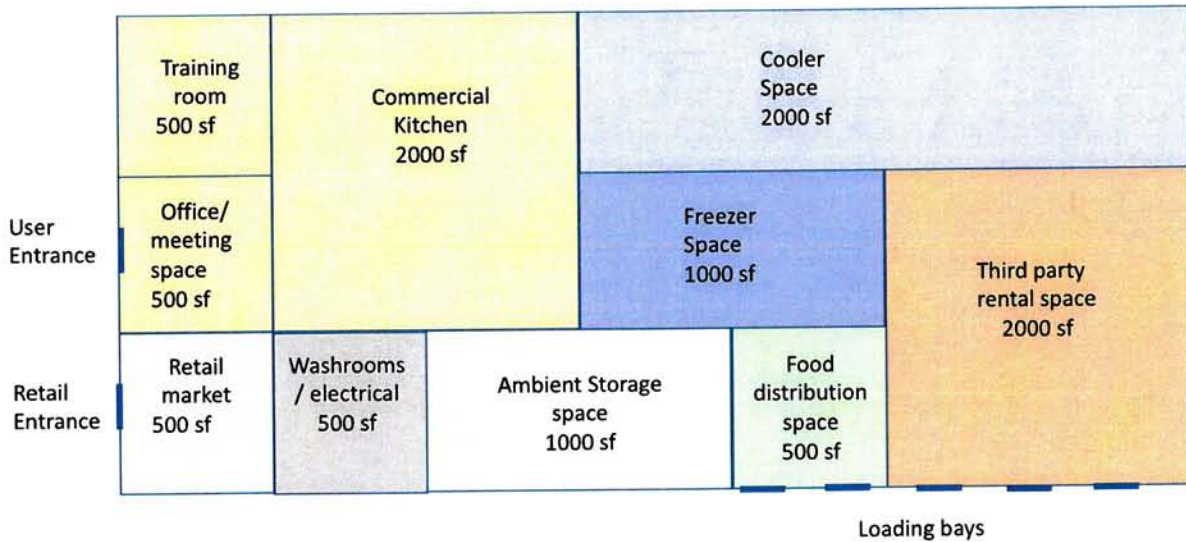 Training
room
500 sf
Commercial
Kitchen
2000 sf
Cooler
Space
2000 sf
User
Entrance
Office/
meeting
space
500 sf
Freezer
Space
1000 sf
Third party
rental space
2000 sf
Retail
Entrance
Retail
market
500 sf
Washrooms
/ electrical
500 sf
Ambient Storage
space
1000 sf
Food
distribution
space
500 sf
Loading bays